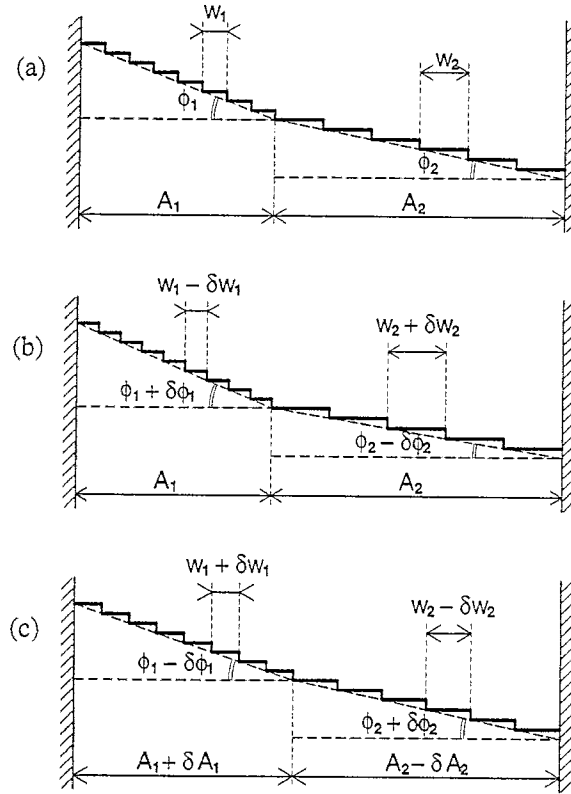 (a)
W₁
W₂
ϕ₁
ϕ₂
A₁
A₂
(b)
W₁ − δW₁
W₂ + δW₂
ϕ₁ + δϕ₁
ϕ₂ − δϕ₂
A₁
A₂
(c)
W₁ + δW₁
W₂ − δW₂
ϕ₁ − δϕ₁
ϕ₂ + δϕ₂
A₁ + δA₁
A₂ − δA₂